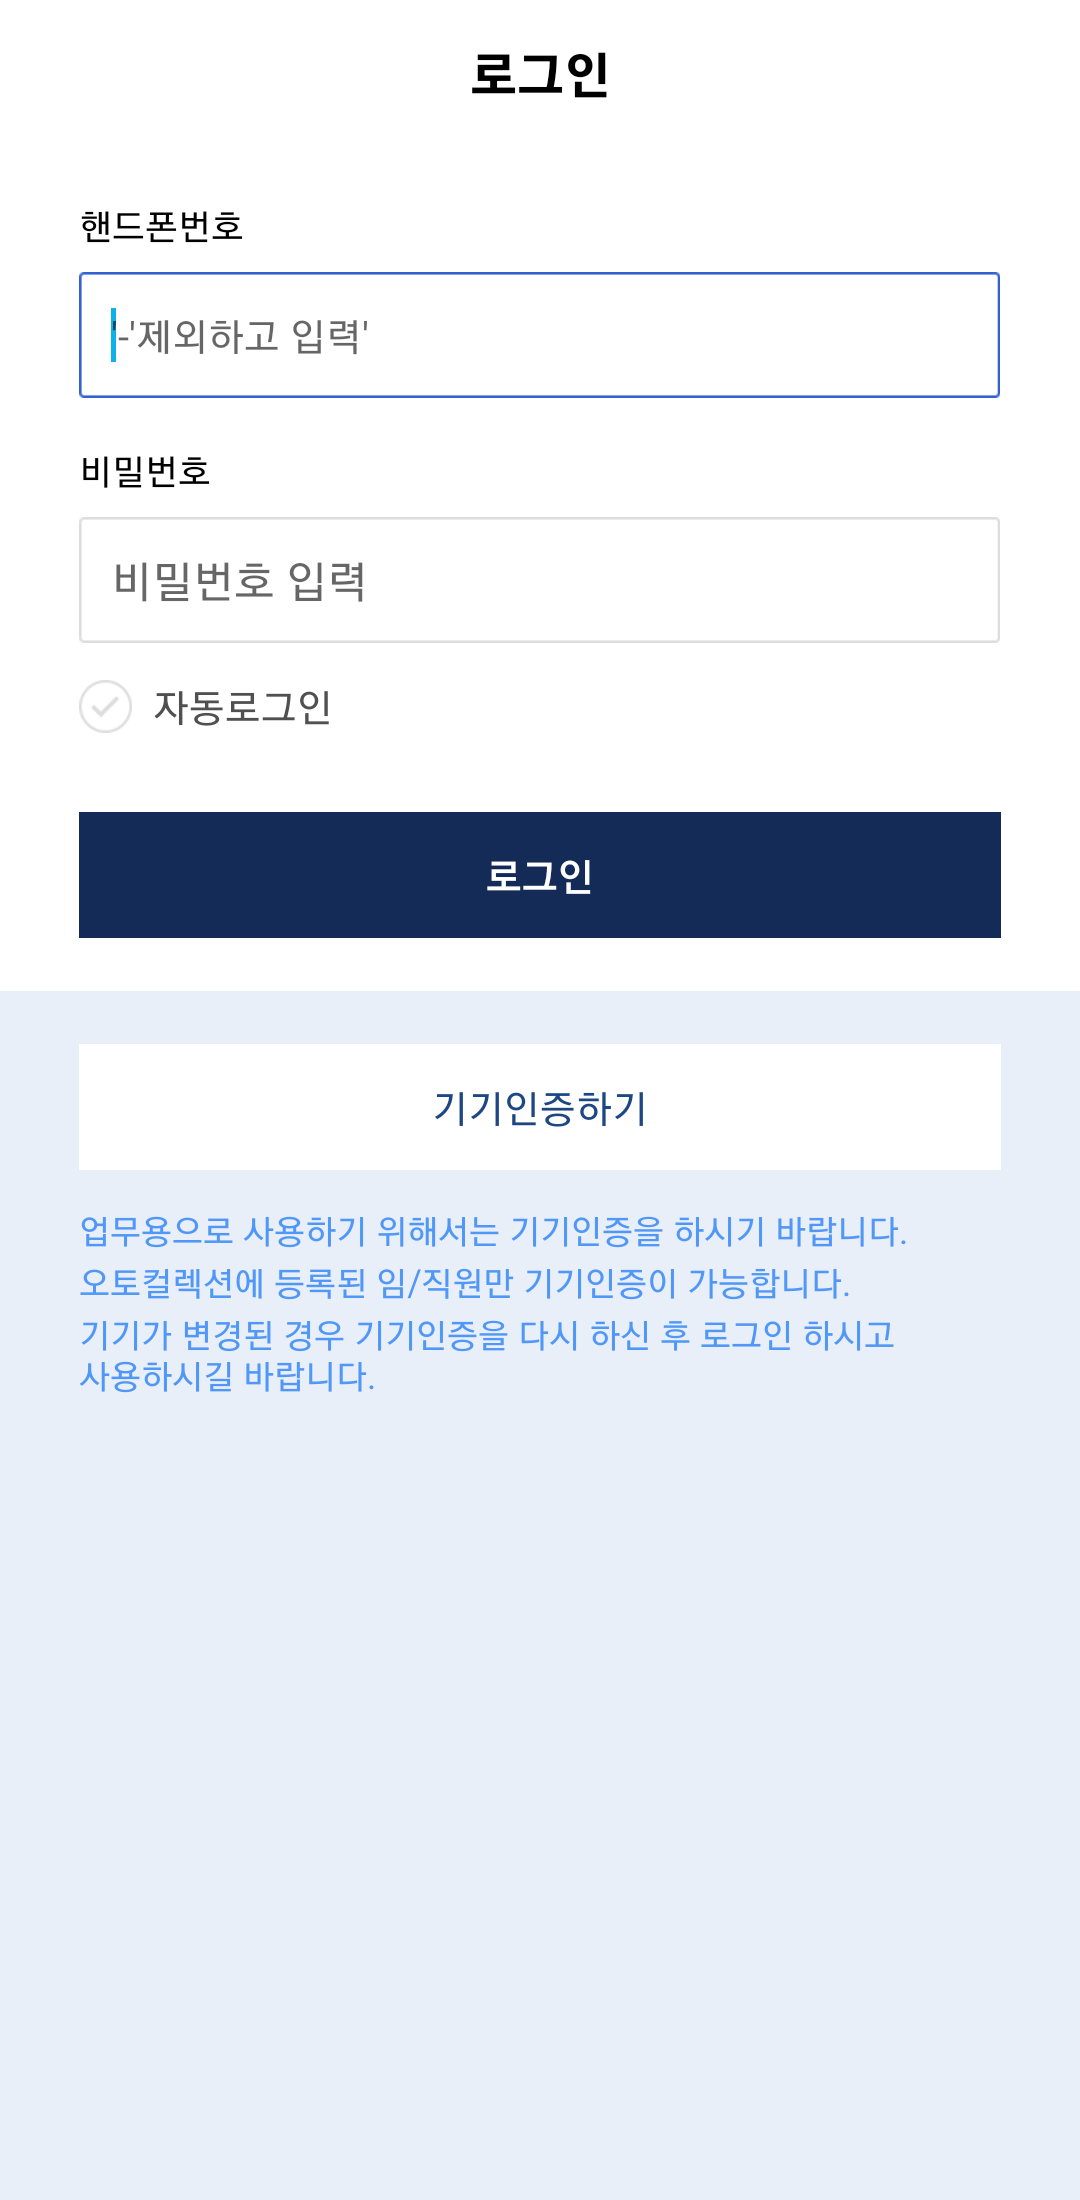 로그인
핸드폰번호
'-'제외하고 입력'
비밀번호
비밀번호 입력
자동로그인
로그인
기기인증하기
업무용으로 사용하기 위해서는 기기인증을 하시기 바랍니다.
오토컬렉션에 등록된 임/직원만 기기인증이 가능합니다.
기기가 변경된 경우 기기인증을 다시 하신 후 로그인 하시고
사용하시길 바랍니다.